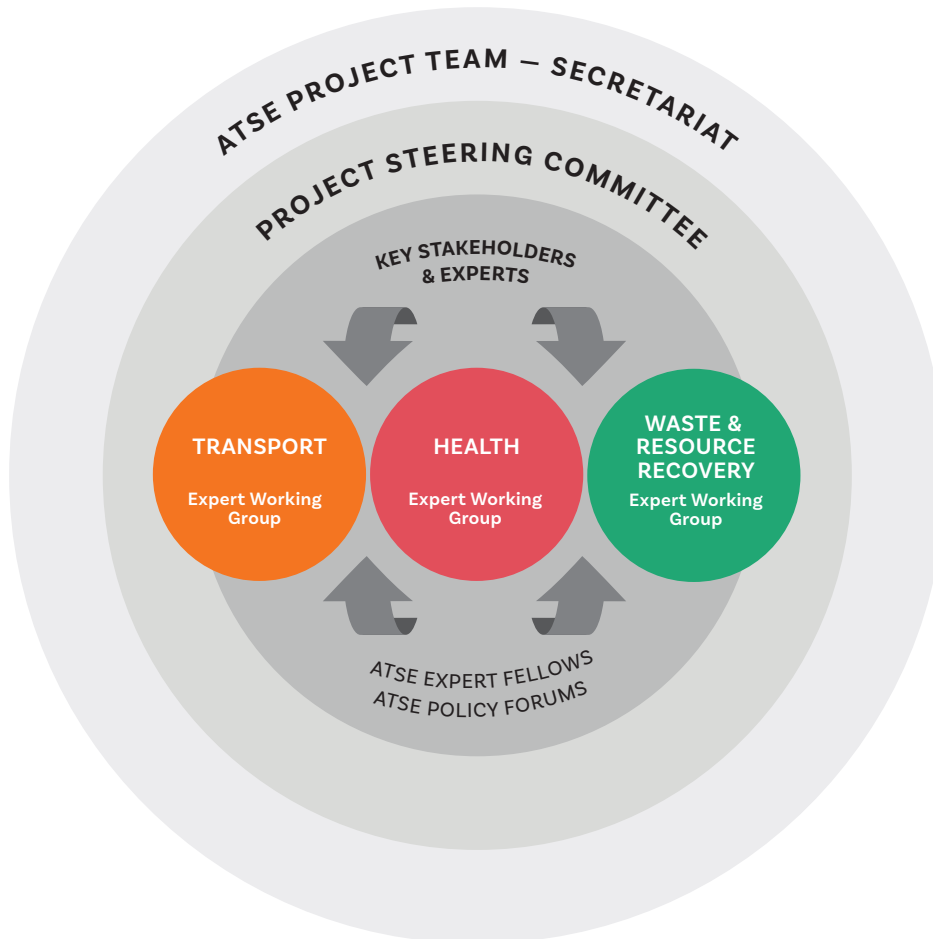 ATSE PROJECT TEAM – SECRETARIAT
PROJECT STEERING COMMITTEE
KEY STAKEHOLDERS
& EXPERTS
TRANSPORT
Expert Working
Group
HEALTH
Expert Working
Group
WASTE &
RESOURCE
RECOVERY
Expert Working
Group
ATSE EXPERT FELLOWS
ATSE POLICY FORUMS